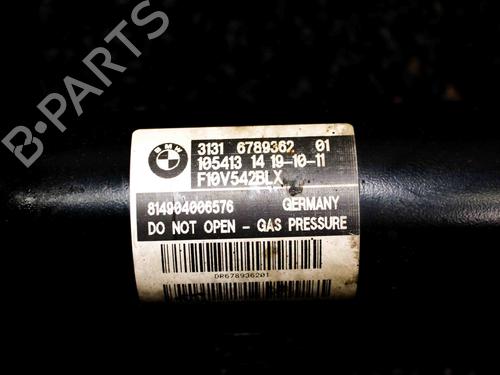 B-PARTS
BMW
3131 6789362 01
105413 14 19-10-11
F10V542BLX
814904006576 GERMANY
DO NOT OPEN - GAS PRESSURE
DR678936201